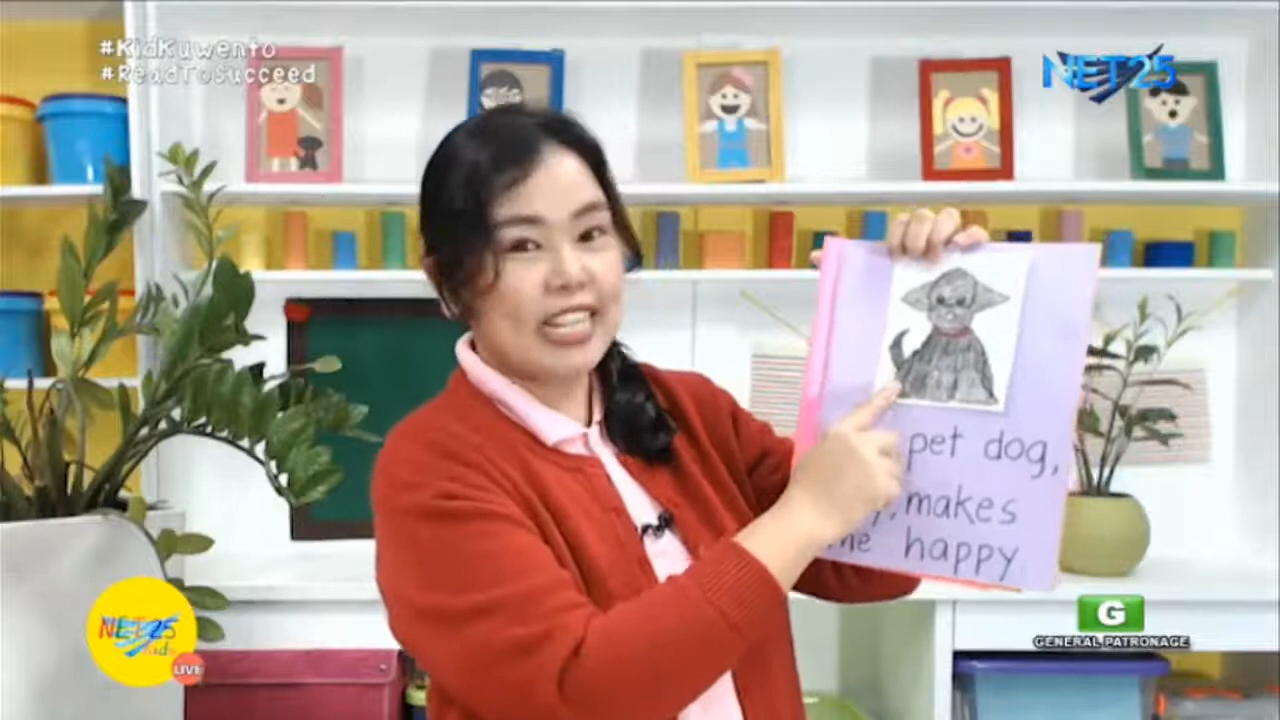 #KidKuwento
#ReadToSucceed
NET25
pet dog,
, makes
me happy
NET25
kids
LIVE
G
GENERAL PATRONAGE